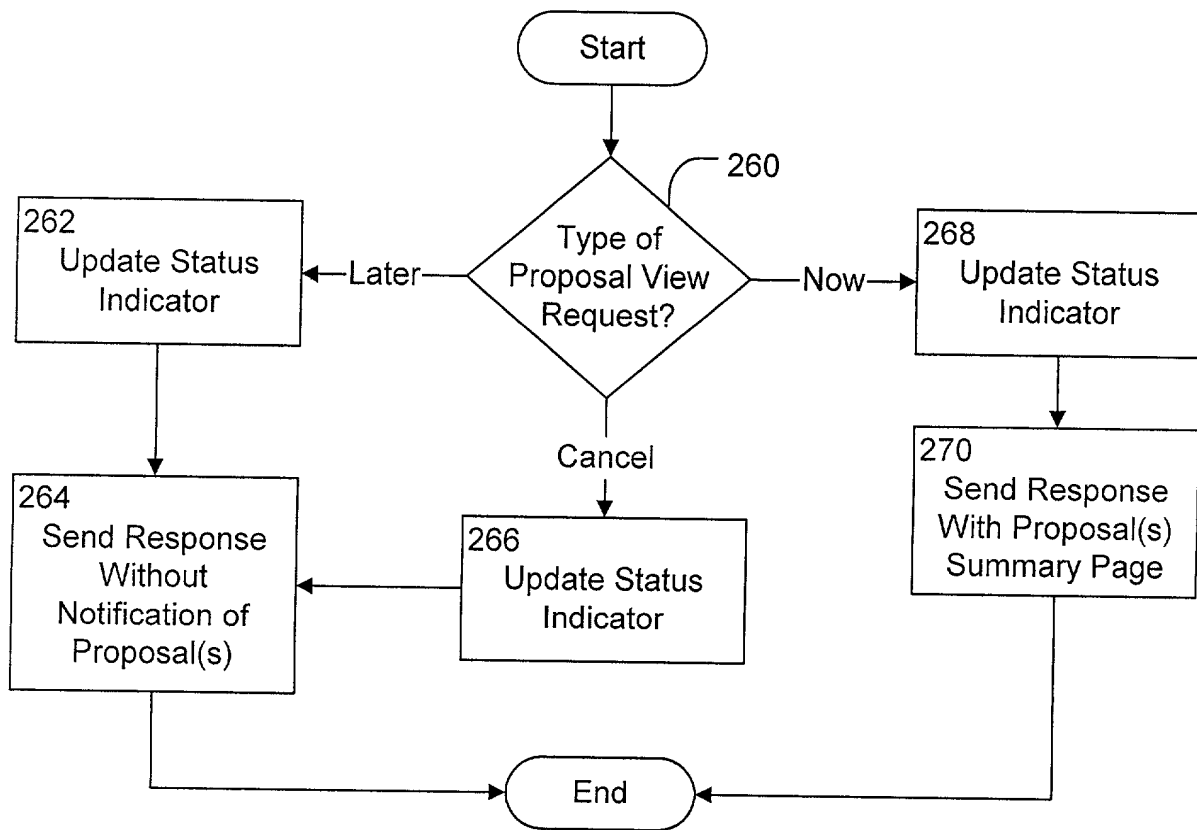 Start
260
Type of
Proposal View
Request?
262
Update Status
Indicator
Later
Now
268
Update Status
Indicator
Cancel
264
Send Response
Without
Notification of
Proposal(s)
266
Update Status
Indicator
270
Send Response
With Proposal(s)
Summary Page
End